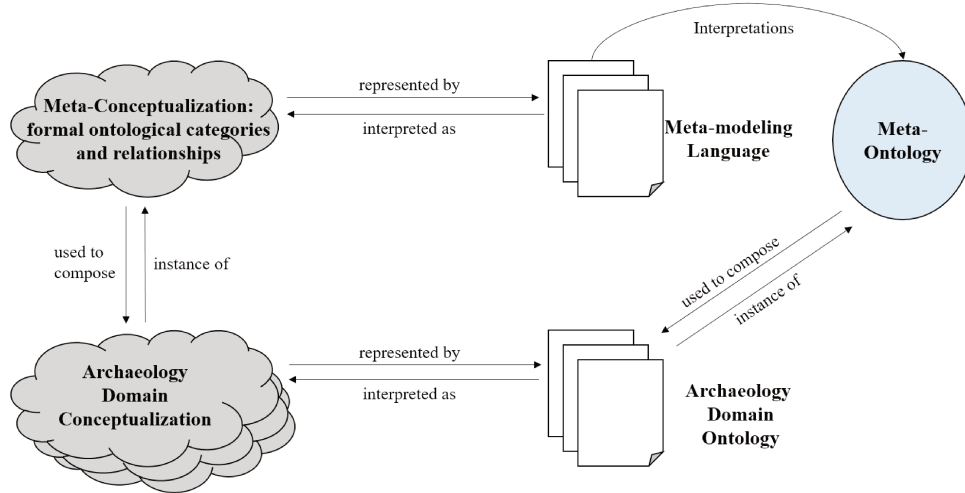 Interpretations
Meta-Conceptualization:
formal ontological categories
and relationships
represented by
interpreted as
Meta-modeling
Language
Meta-
Ontology
used to
compose
instance of
used to compose
instance of
Archaeology
Domain
Conceptualization
represented by
interpreted as
Archaeology
Domain
Ontology